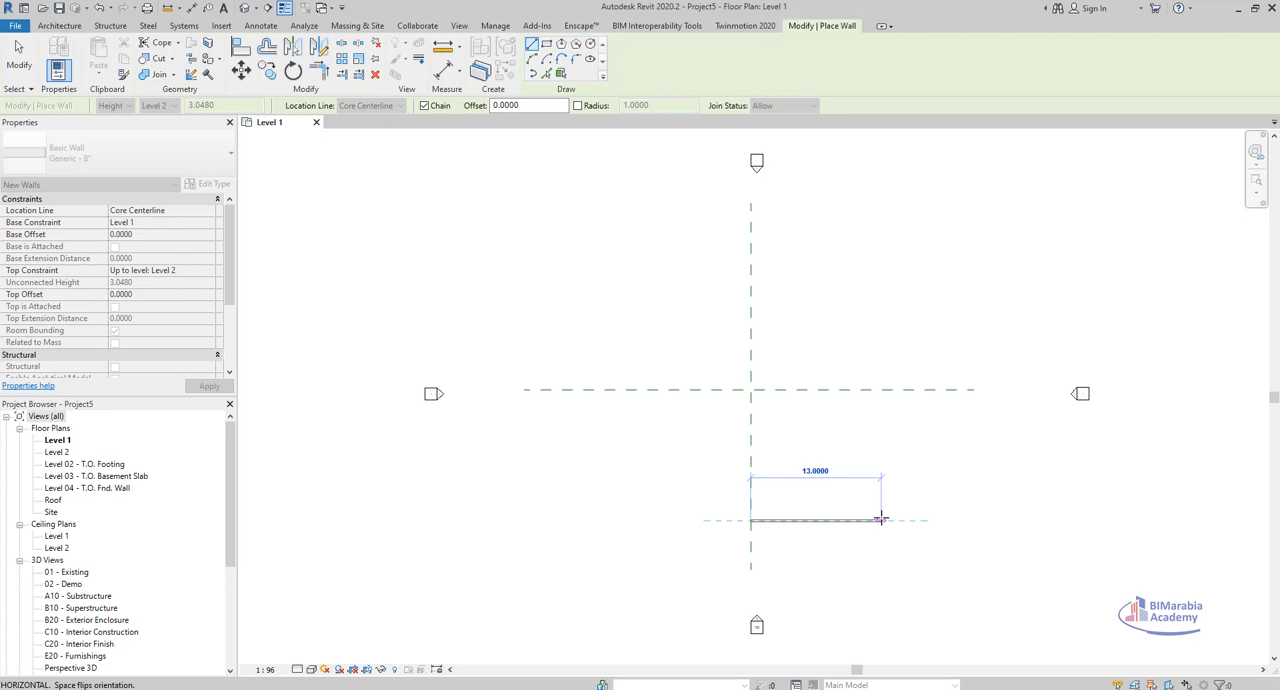 Autodesk Revit 2020.2 - Project5 - Floor Plan: Level 1
Sign In
File Architecture Structure Steel Systems Insert Annotate Analyze Massing & Site Collaborate View Manage Add-Ins Enscape™ BIM Interoperability Tools Twinmotion 2020 Modify | Place Wall
Modify
Paste
Cope
Cut
Join
Select Properties Clipboard Geometry Modify View Measure Create Draw
Modify | Place Wall Height Level 2 3.0480 Location Line: Core Centerline Chain Offset: 0.0000 Radius: 1.0000 Join Status: Allow
Properties
Level 1
Basic Wall
Generic - 8"
New Walls
Edit Type
Constraints
Location Line Core Centerline
Base Constraint Level 1
Base Offset 0.0000
Base is Attached
Base Extension Distance 0.0000
Top Constraint Up to level: Level 2
Unconnected Height 3.0480
Top Offset 0.0000
Top is Attached
Top Extension Distance 0.0000
Room Bounding
Related to Mass
Structural
Structural
Properties help
Apply
Project Browser - Project5
Views (all)
Floor Plans
Level 1
Level 2
Level 02 - T.O. Footing
Level 03 - T.O. Basement Slab
Level 04 - T.O. Fnd. Wall
Roof
Site
Ceiling Plans
Level 1
Level 2
3D Views
01 - Existing
02 - Demo
A10 - Substructure
B10 - Superstructure
B20 - Exterior Enclosure
C10 - Interior Construction
C20 - Interior Finish
E20 - Furnishings
Perspective 3D
13.0000
BIMarabia
Academy
1 : 96
HORIZONTAL. Space flips orientation.
:0
Main Model
:0